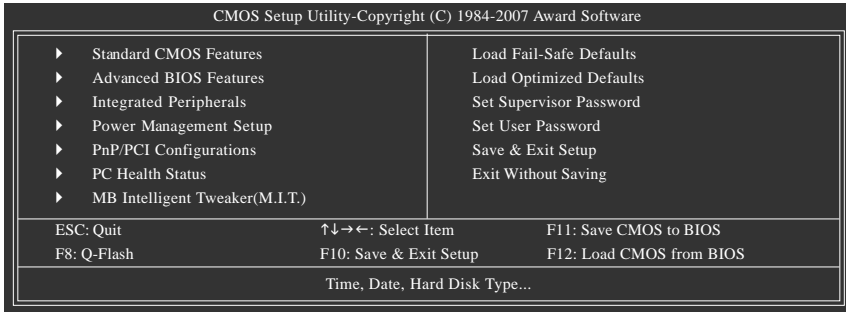 CMOS Setup Utility-Copyright (C) 1984-2007 Award Software
Standard CMOS Features
Advanced BIOS Features
Integrated Peripherals
Power Management Setup
PnP/PCI Configurations
PC Health Status
MB Intelligent Tweaker(M.I.T.)
Load Fail-Safe Defaults
Load Optimized Defaults
Set Supervisor Password
Set User Password
Save & Exit Setup
Exit Without Saving
ESC: Quit ↑↓→←: Select Item F11: Save CMOS to BIOS
F8: Q-Flash F10: Save & Exit Setup F12: Load CMOS from BIOS
Time, Date, Hard Disk Type...